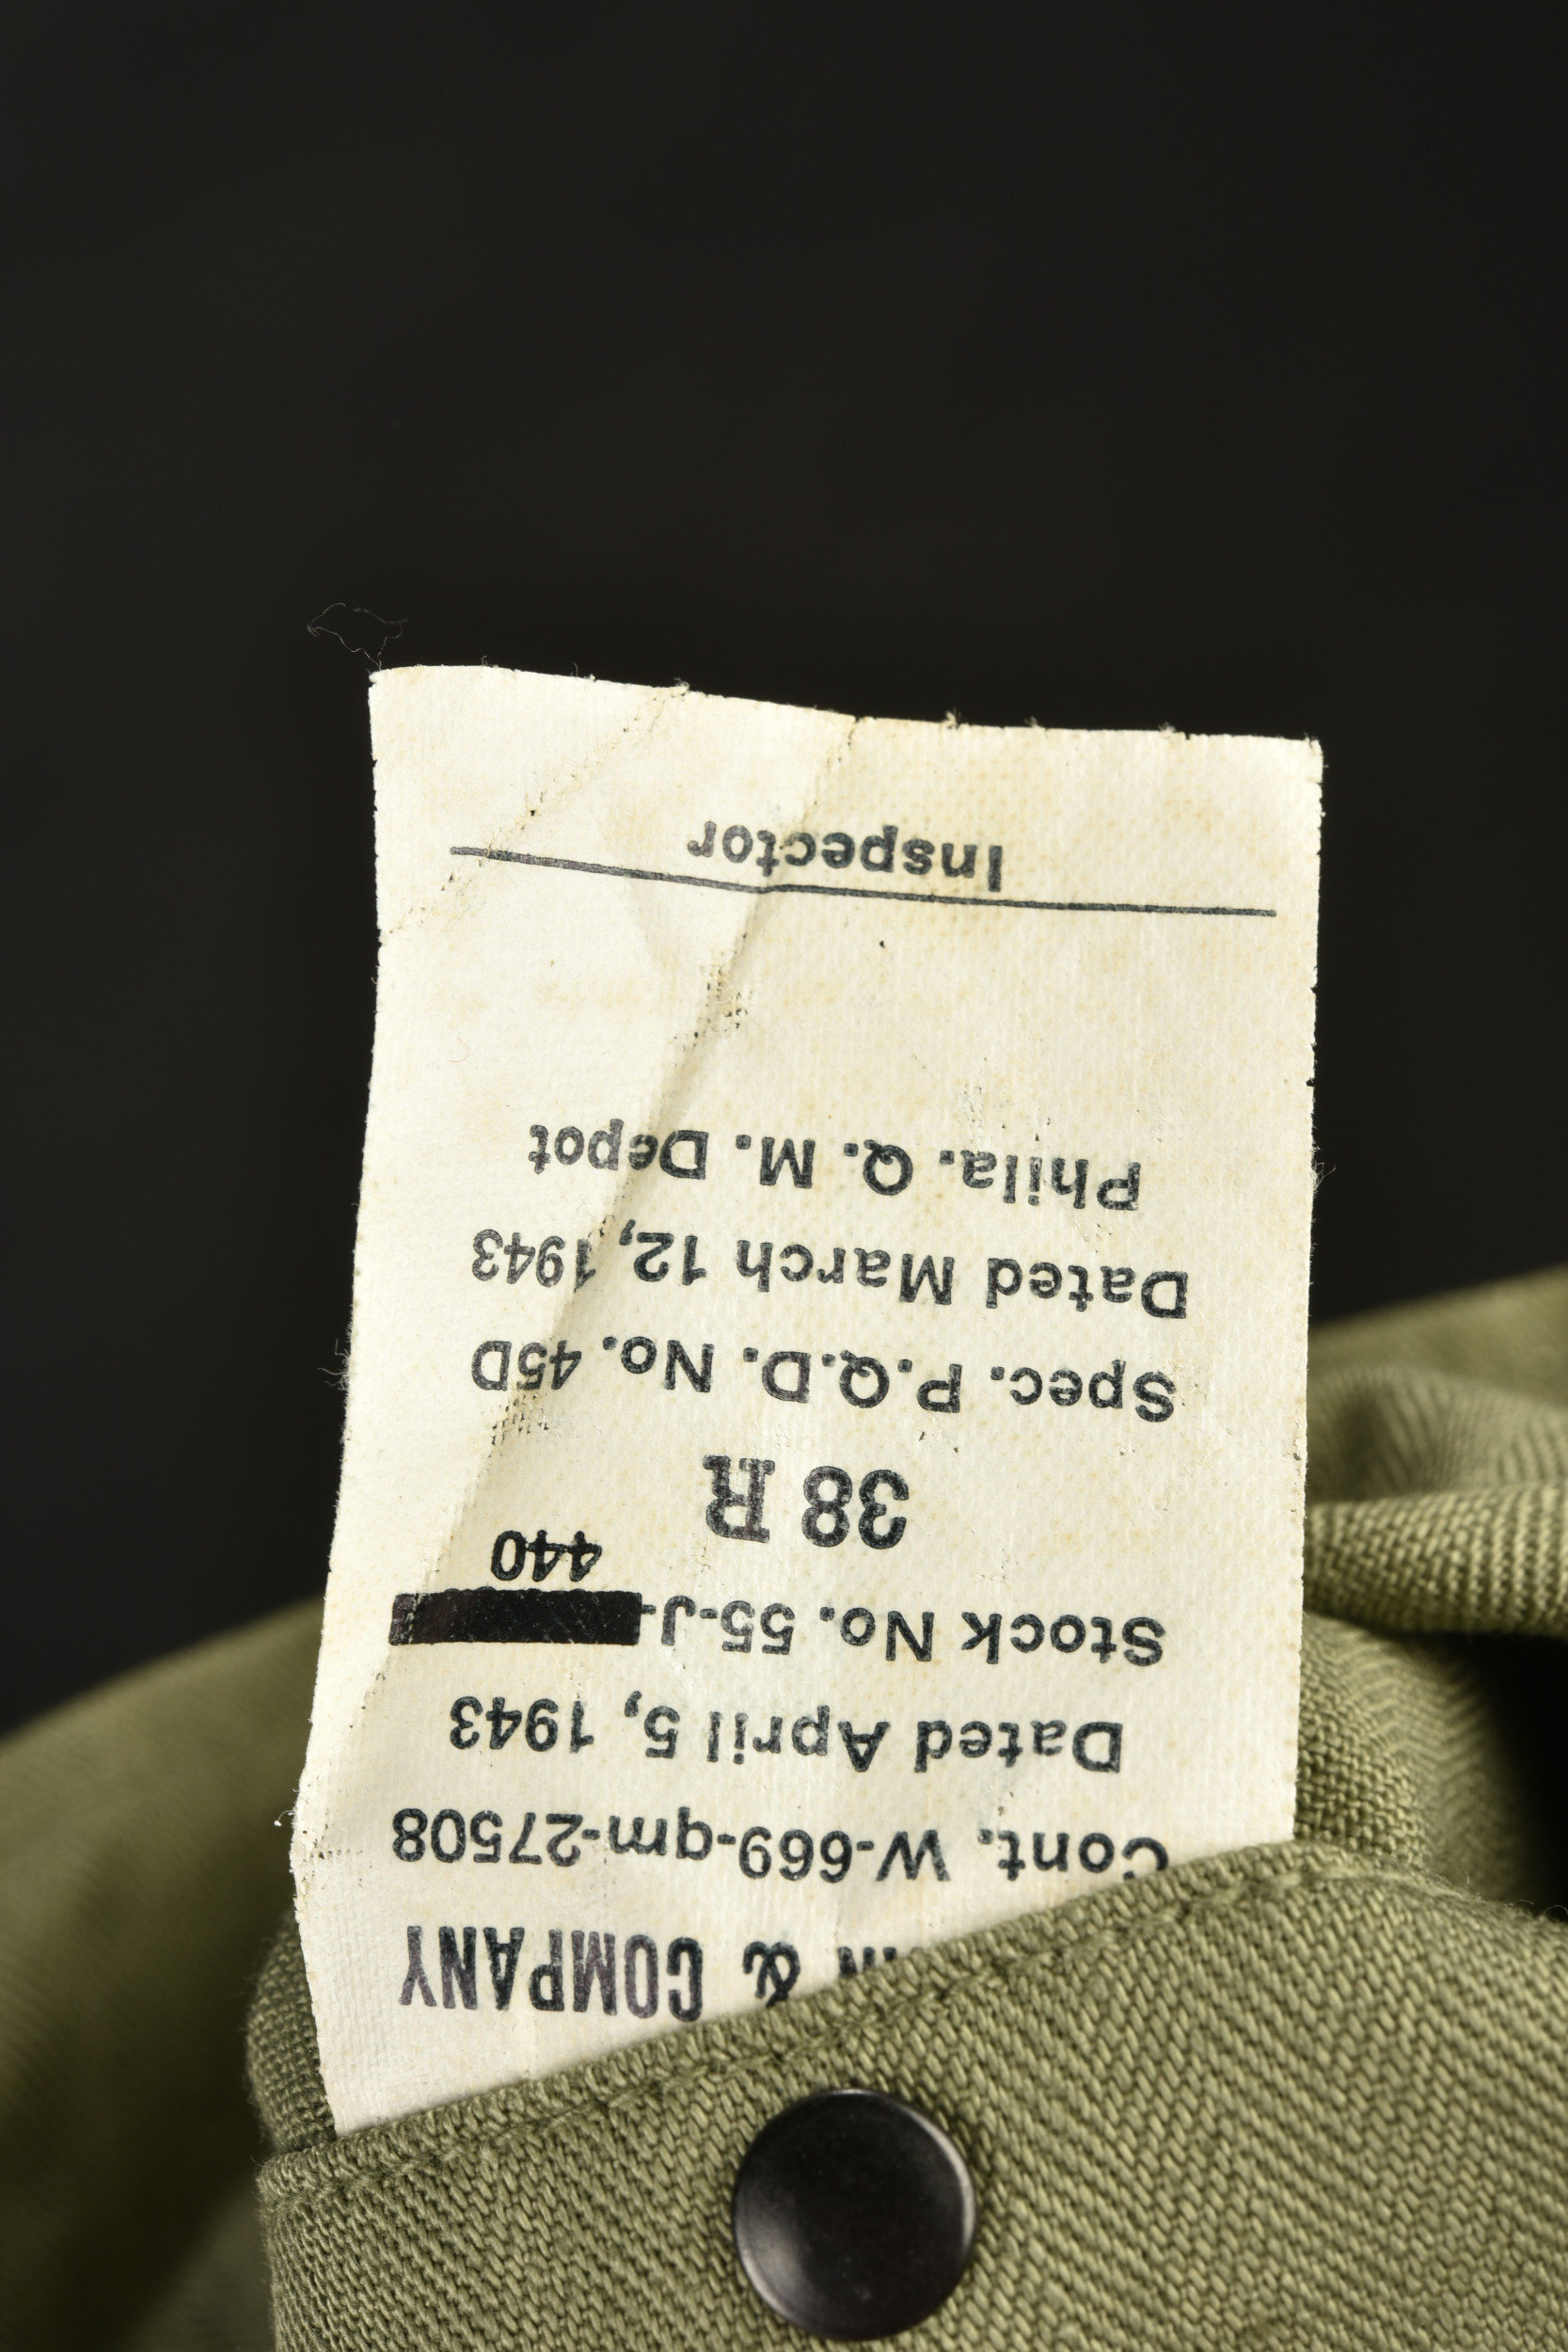 & COMPANY
Cont. W-669-qm-27508
Dated April 5, 1943
Stock No. 55-J-
440
38 R
Spec. P.Q.D. No. 45D
Dated March 12, 1943
Phila. Q. M. Depot
Inspector